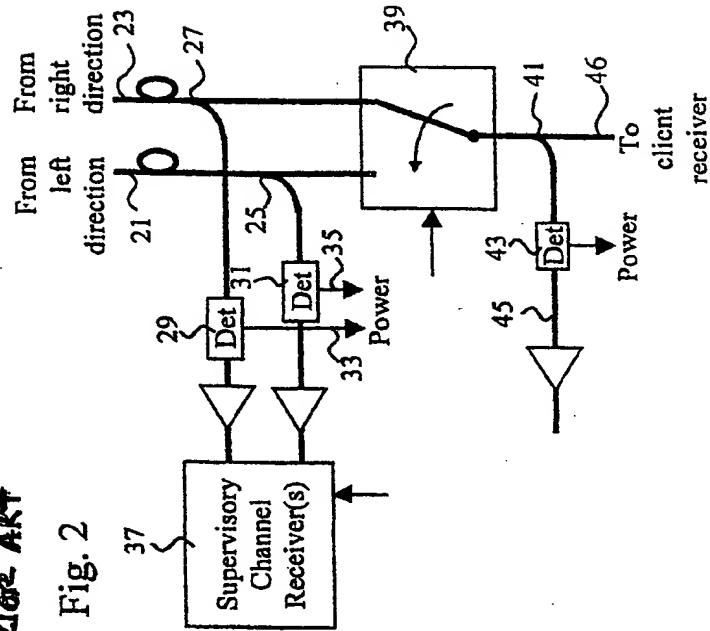 ART
Fig. 2
From left direction
From right direction
21
23
25
27
29
Det
31
Det
33
35
Power
37
Supervisory
Channel
Receiver(s)
39
41
43
Det
Power
45
46
To
client
receiver